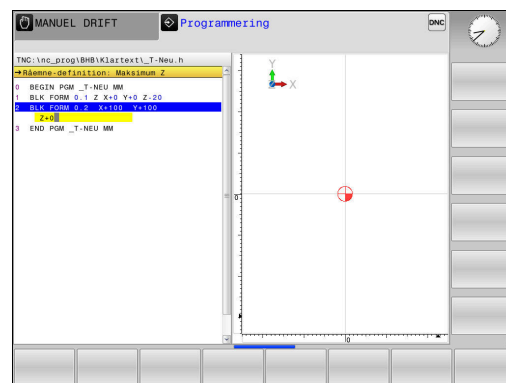 MANUEL DRIFT
Programmering
DNC
TNC:\nc_prog\BHB\Klartext\_T-Neu.h
→Råemne-definition: Maksimum Z
0 BEGIN PGM _T-NEU MM
1 BLK FORM 0.1 Z X+0 Y+0 Z-20
2 BLK FORM 0.2 X+100 Y+100
Z+0
3 END PGM _T-NEU MM
Y
X
0
0